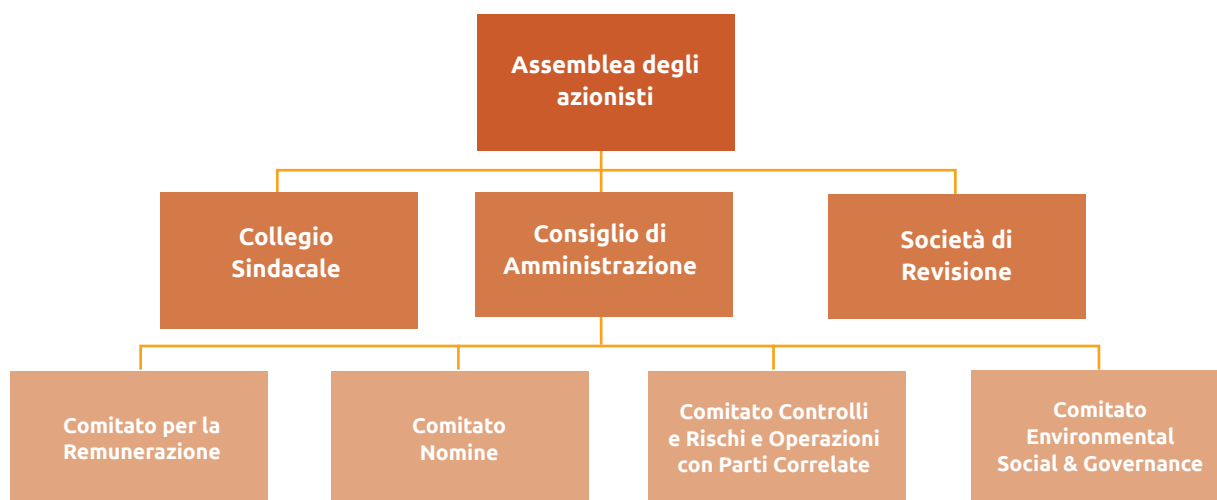 Assemblea degli
azionisti
Collegio
Sindacale
Consiglio di
Amministrazione
Società di
Revisione
Comitato per la
Remunerazione
Comitato
Nomine
Comitato Controlli
e Rischi e Operazioni
con Parti Correlate
Comitato
Environmental
Social & Governance